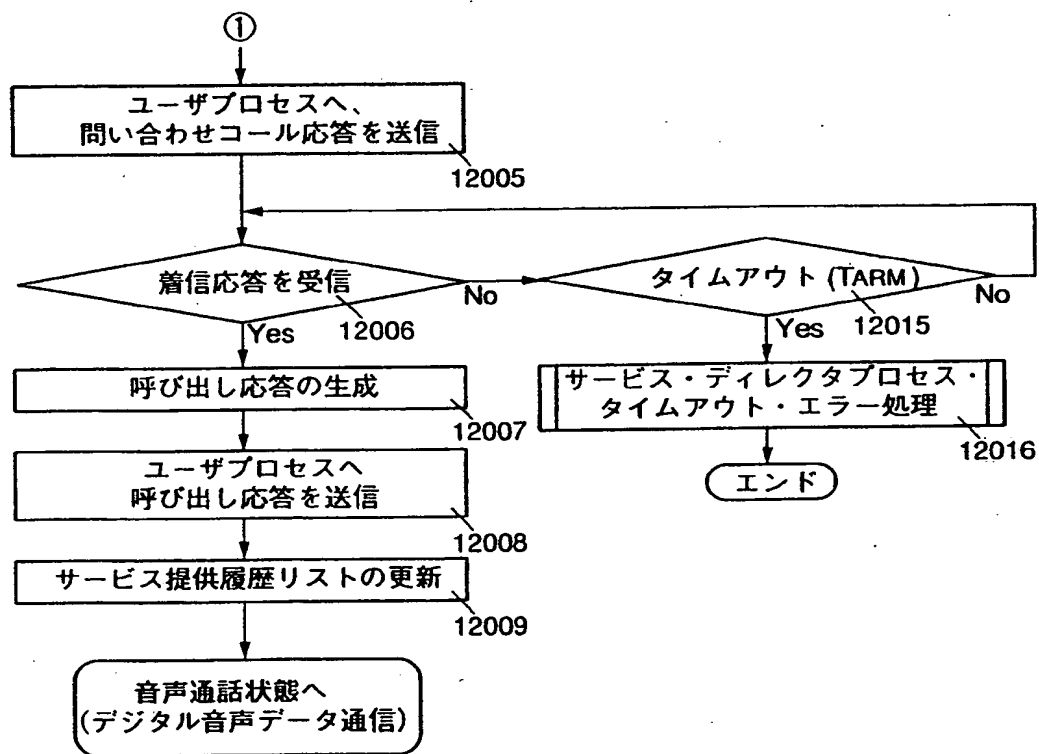 ①
ユーザプロセスへ、
問い合わせコール応答を送信
12005
着信応答を受信
No
12006
Yes
タイムアウト(TARM)
No
Yes
12015
呼び出し応答の生成
12007
サービス・ディレクタプロセス・
タイムアウト・エラー処理
12016
ユーザプロセスへ
呼び出し応答を送信
12008
エンド
サービス提供履歴リストの更新
12009
音声通話状態へ
(デジタル音声データ通信)